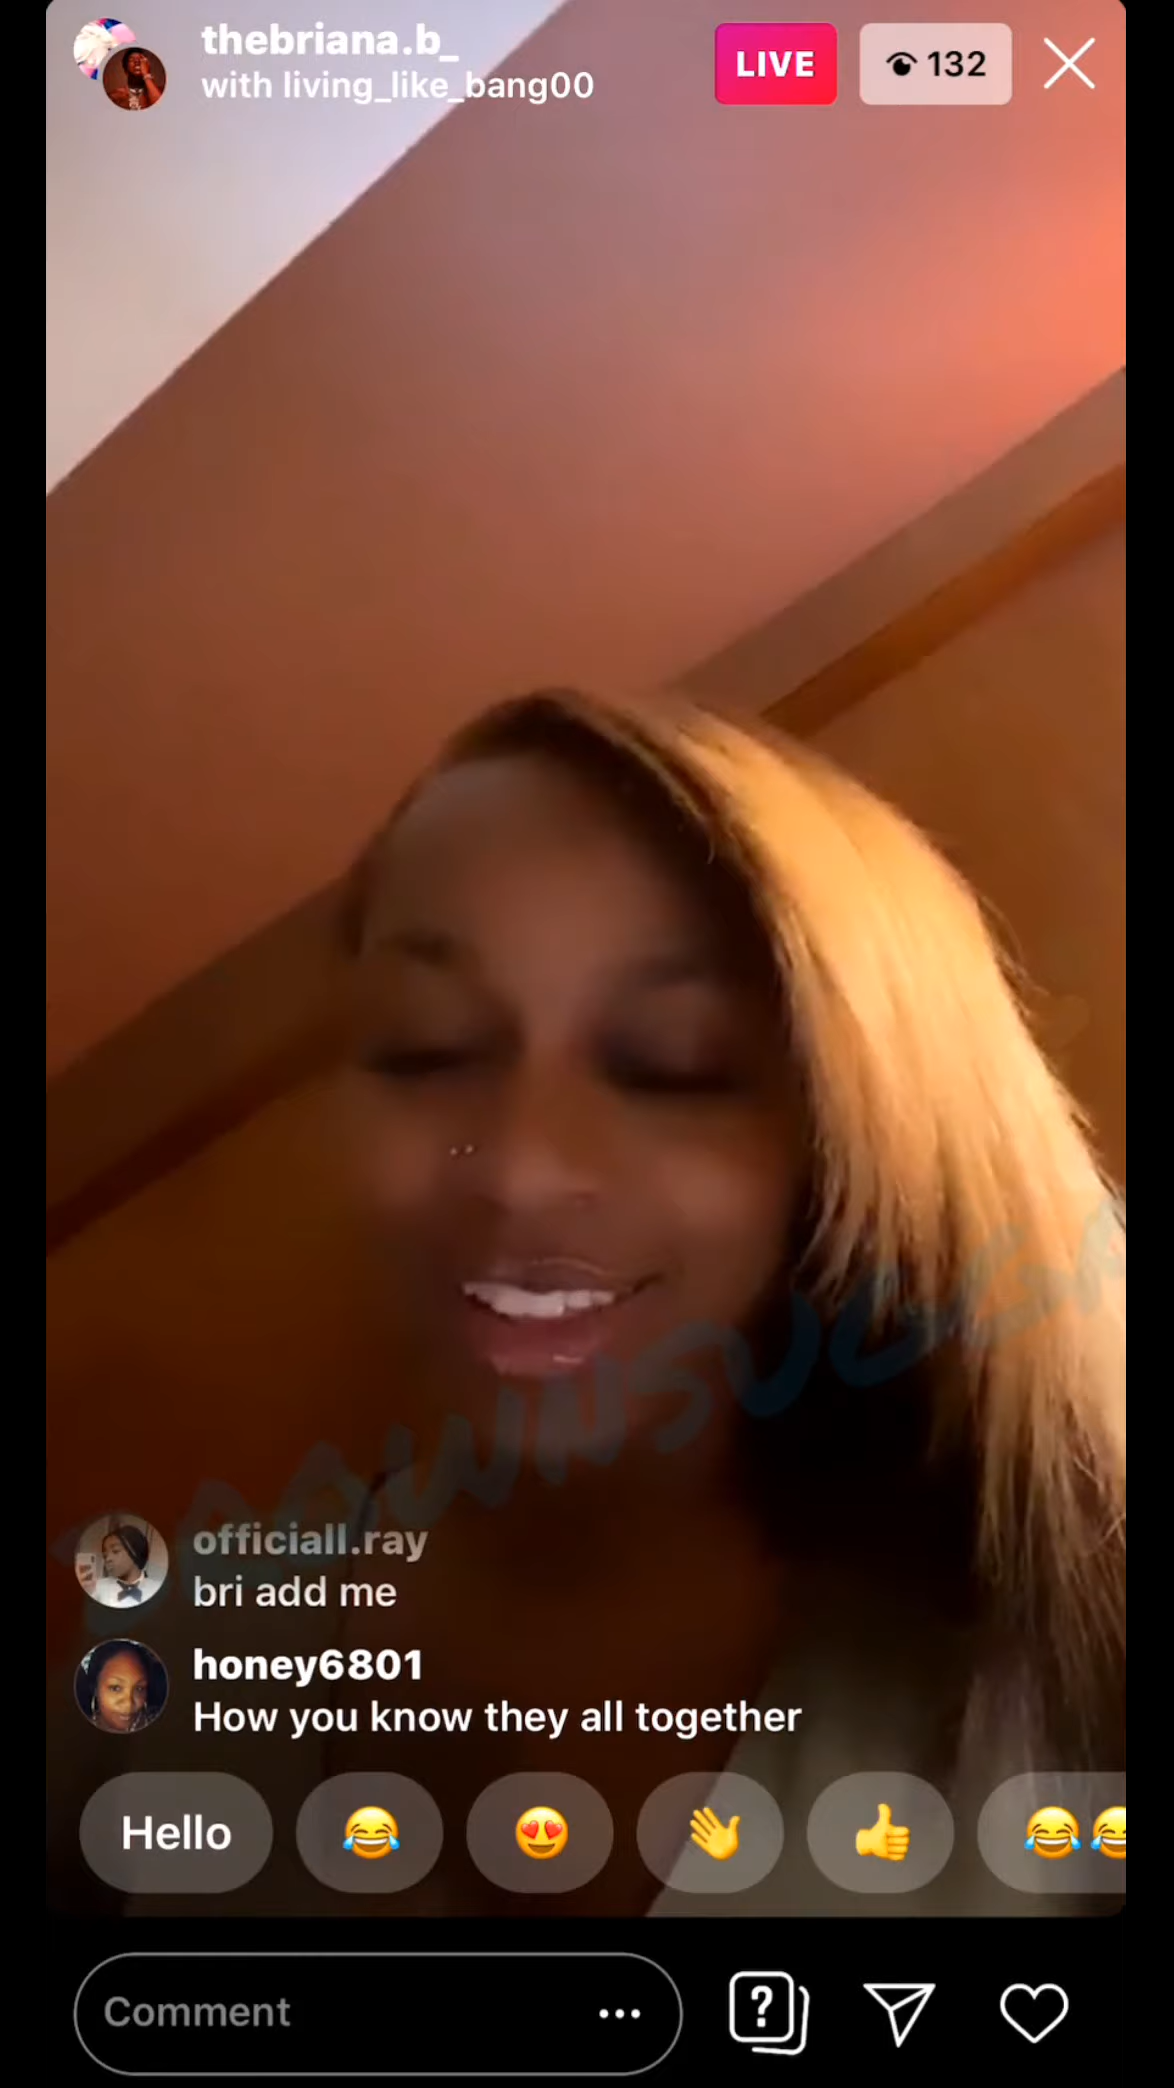 thebriana.b_
with living_like_bang00
LIVE
132
officiall.ray
bri add me
honey6801
How you know they all together
Hello
Comment